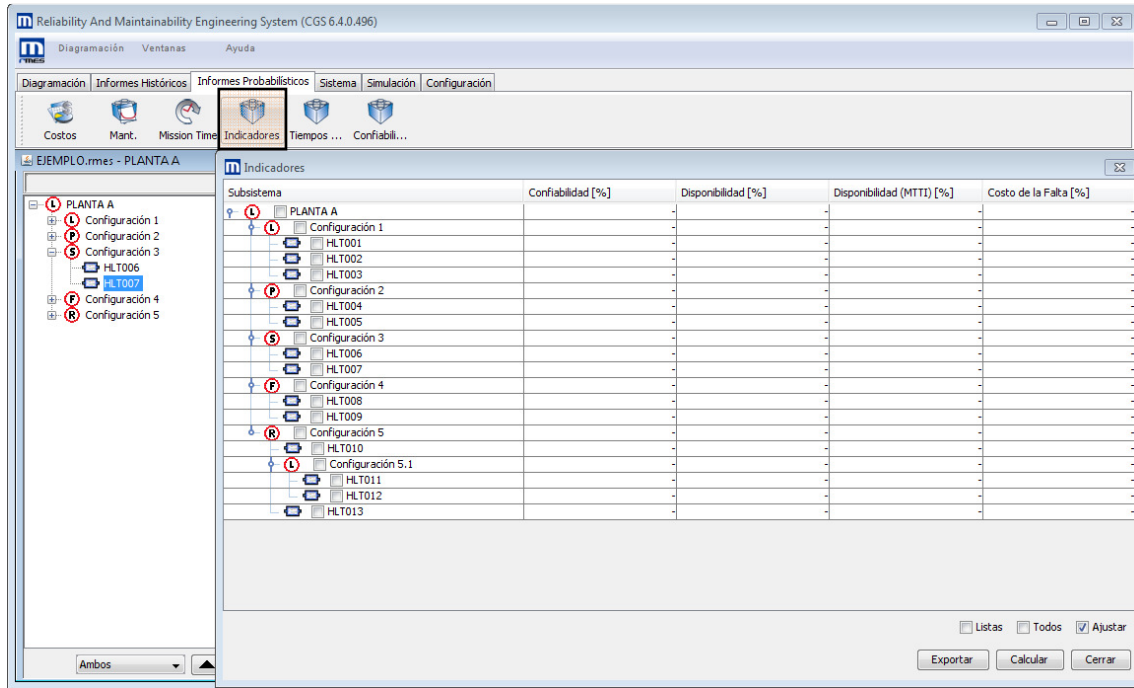 Reliability And Maintainability Engineering System (CGS 6.4.0.496)
rmes Diagramación Ventanas Ayuda
Diagramación Informes Históricos Informes Probabilísticos Sistema Simulación Configuración
Costos Mant. Mission Time Indicadores Tiempos ... Confiabili...
EJEMPLO.rmes - PLANTA A
L PLANTA A
L Configuración 1
P Configuración 2
S Configuración 3
HLT006
HLT007
F Configuración 4
R Configuración 5
Ambos
Indicadores
Subsistema Confiabilidad [%] Disponibilidad [%] Disponibilidad (MTTI) [%] Costo de la Falta [%]
L PLANTA A - - - -
L Configuración 1 - - - -
HLT001 - - - -
HLT002 - - - -
HLT003 - - - -
P Configuración 2 - - - -
HLT004 - - - -
HLT005 - - - -
S Configuración 3 - - - -
HLT006 - - - -
HLT007 - - - -
F Configuración 4 - - - -
HLT008 - - - -
HLT009 - - - -
R Configuración 5 - - - -
HLT010 - - - -
L Configuración 5.1 - - - -
HLT011 - - - -
HLT012 - - - -
HLT013 - - - -
Listas Todos Ajustar
Exportar Calcular Cerrar